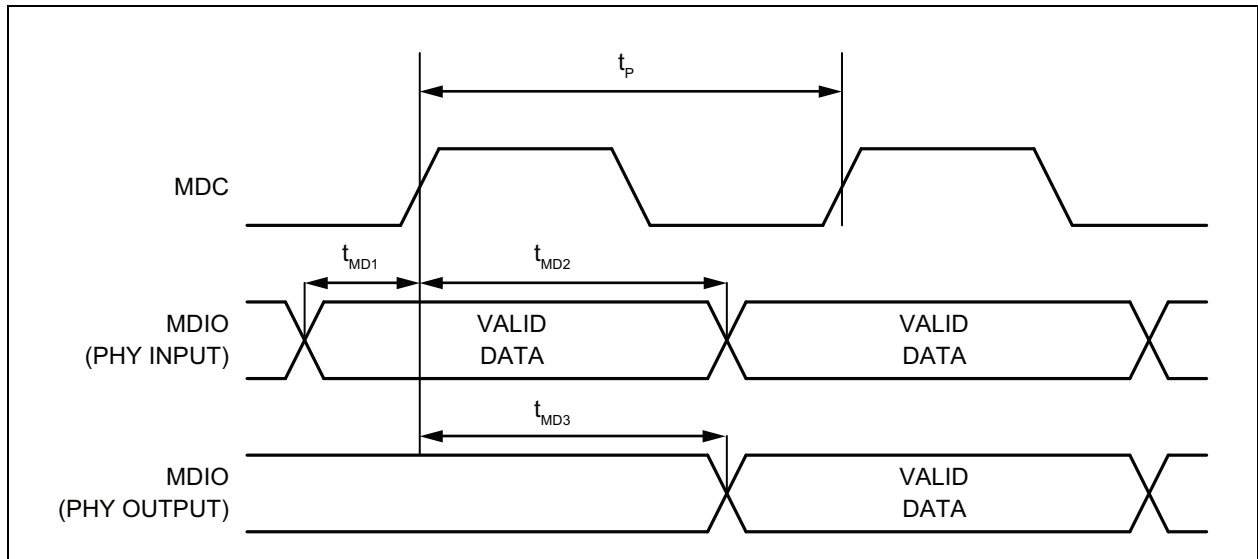 tP
MDC
tMD1
tMD2
MDIO
(PHY INPUT)
VALID
DATA
VALID
DATA
tMD3
MDIO
(PHY OUTPUT)
VALID
DATA